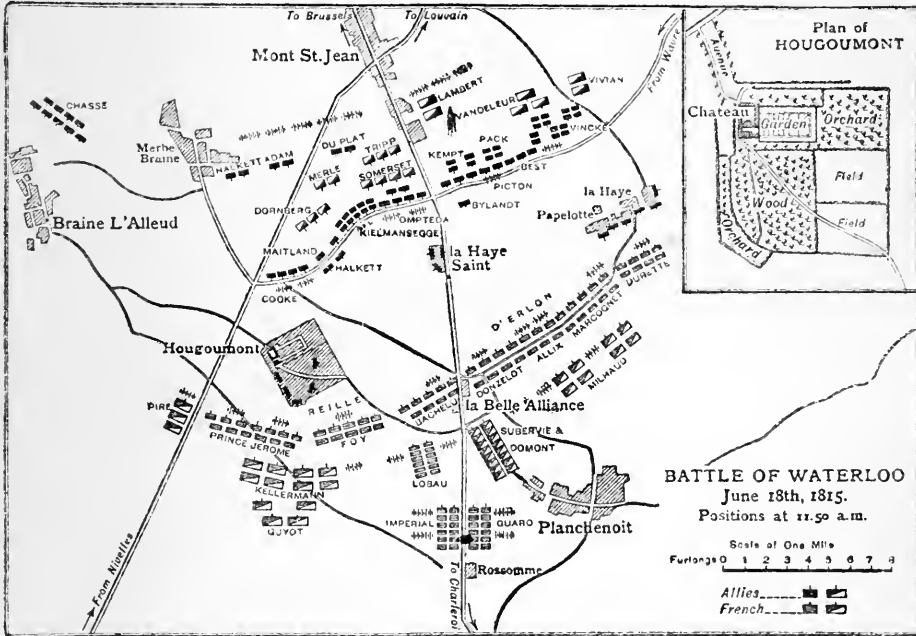 To Brussels
To Louvain
Mont St. Jean
From Wavre
CHASSE
LAMBERT
VIVIAN
VANDELEUR
Merbe
Braine
DU PLAT
TRIPP
PACK
VINCKE
HALKETT ADAM
KEMPT
MERLE
SOMERSET
BEST
PICTON
la Haye
Braine L'Alleud
DORNBERG
OMPTEDA
BYLANDT
Papelotte
KIELMANSEGGE
MAITLAND
la Haye
Saint
HALKETT
COOKE
DURETTE
D'ERLON
MARCOGNET
Hougoumont
ALLIX
DONZELOT
MILHAUD
REILLE
BACHELU
la Belle Alliance
PIRE
PRINCE JEROME
FOY
SUBERVIE &
DOMONT
LOBAU
KELLERMANN
GUYOT
IMPERIAL GUARD
Planchenoit
Rossomme
From Nivelles
To Charleroi
Plan of
HOUGOUMONT
Avenue
Chateau
Garden
Orchard
Wood
Field
Field
Orchard
BATTLE OF WATERLOO
June 18th, 1815.
Positions at 11.50 a.m.
Scale of One Mile
Furlongs 0 1 2 3 4 5 6 7 8
Allies
French